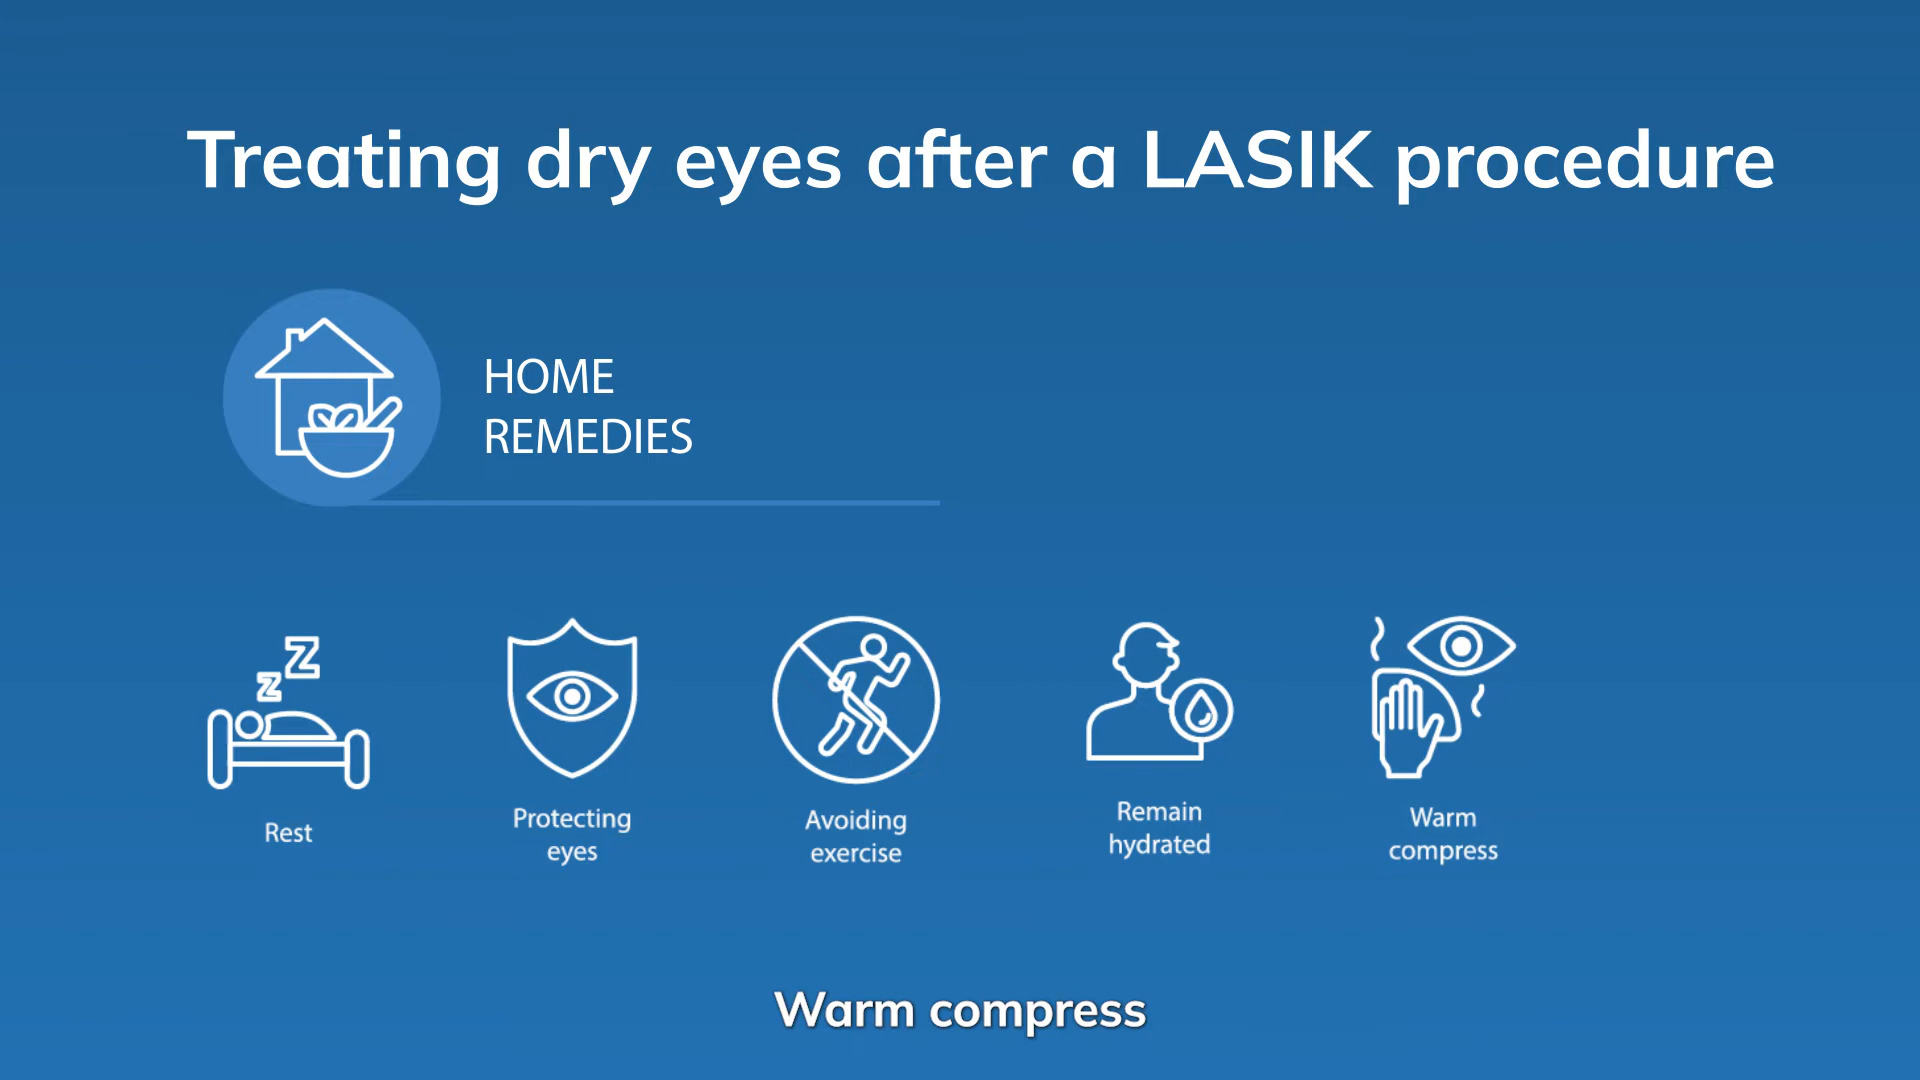 Treating dry eyes after a LASIK procedure
HOME
REMEDIES
Z
Z
Rest
Protecting
eyes
Avoiding
exercise
Remain
hydrated
Warm
compress
Warm compress